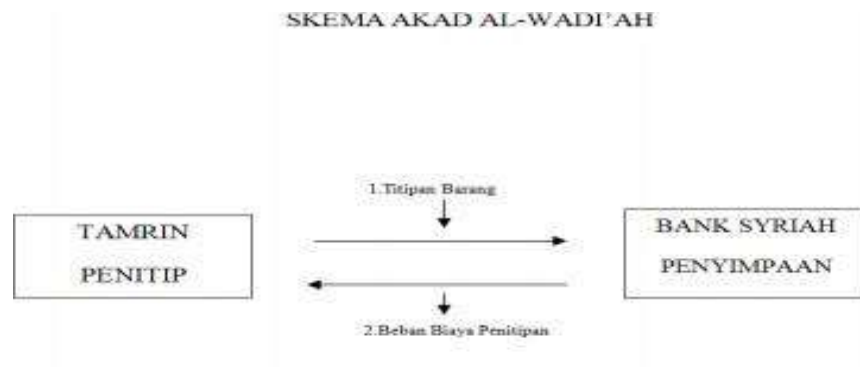 SKEMA AKAD AL-WADI'AH
1.Titipan Barang
TAMRIN
PENITIP
BANK SYRIAH
PENYIMPAAN
2.Beban Biaya Penitipan